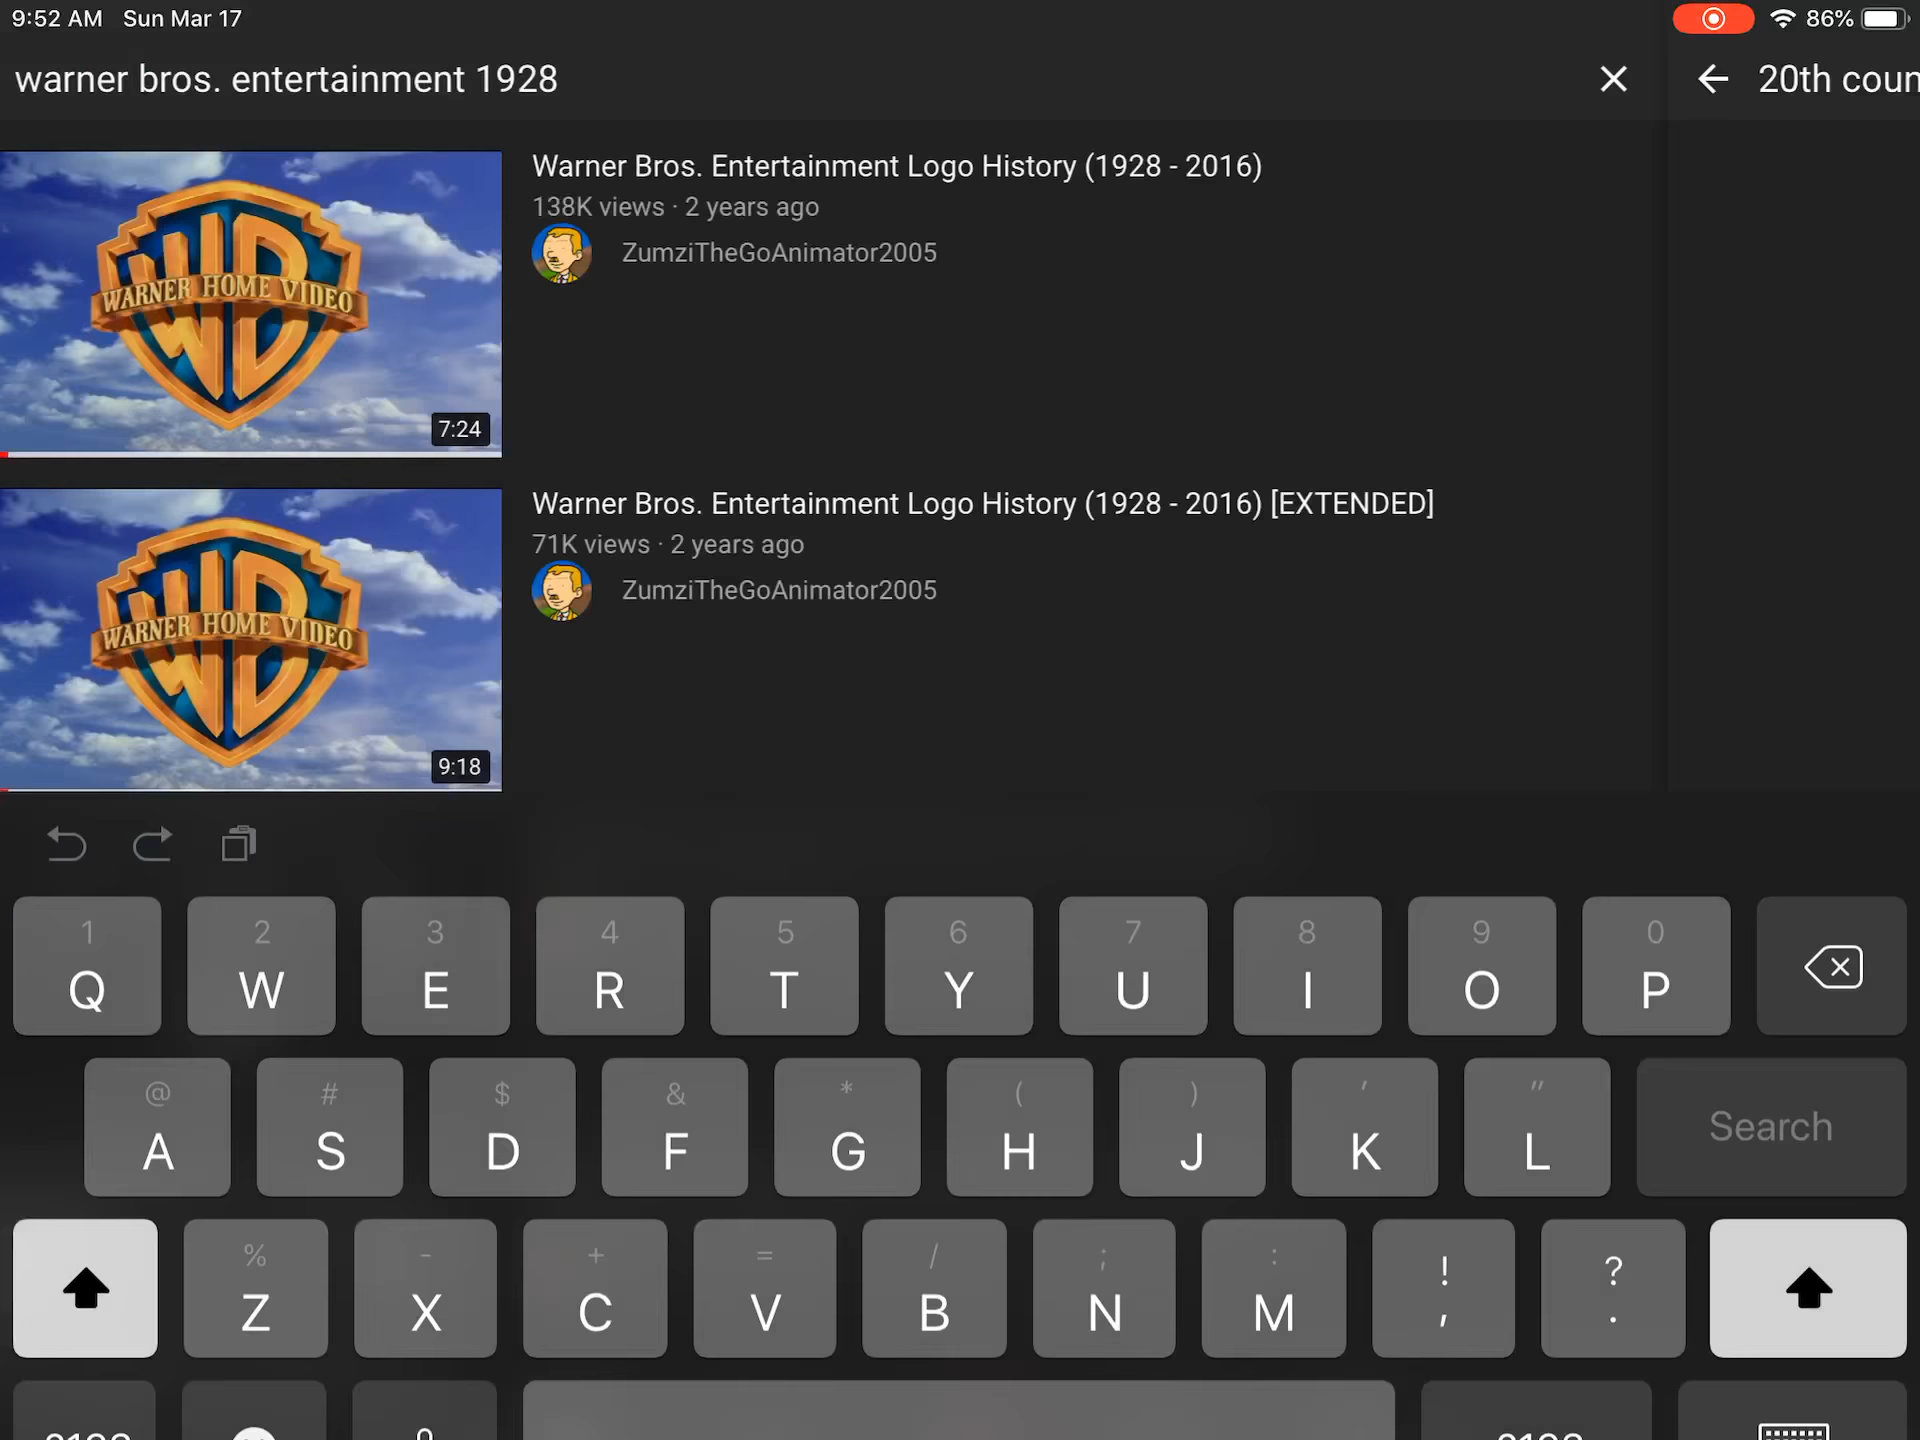 9:52 AM Sun Mar 17
86%
warner bros. entertainment 1928
20th coun
Warner Bros. Entertainment Logo History (1928 - 2016)
138K views · 2 years ago
ZumziTheGoAnimator2005
WARNER HOME VIDEO
7:24
Warner Bros. Entertainment Logo History (1928 - 2016) [EXTENDED]
71K views · 2 years ago
ZumziTheGoAnimator2005
WARNER HOME VIDEO
9:18
1 2 3 4 5 6 7 8 9 0
Q W E R T Y U I O P
@ # $ & * ( ) ' "
A S D F G H J K L Search
% - + = / ; : ! ?
Z X C V B N M , .